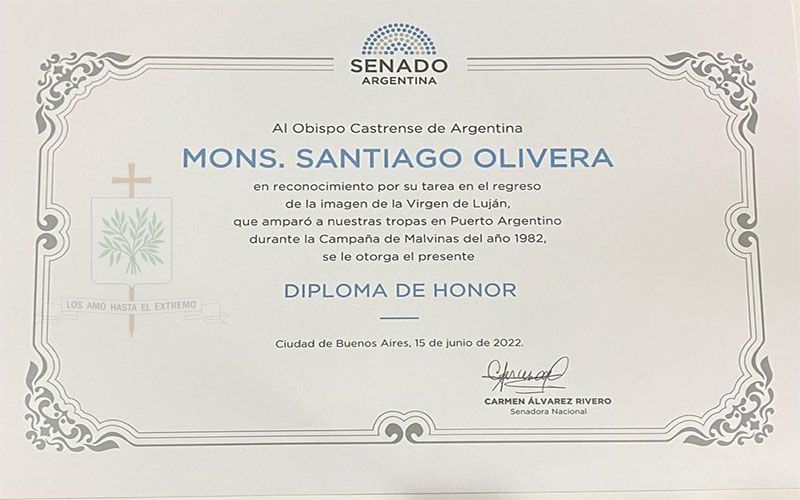 SENADO
ARGENTINA
Al Obispo Castrense de Argentina
MONS. SANTIAGO OLIVERA
en reconocimiento por su tarea en el regreso
de la imagen de la Virgen de Luján,
que amparó a nuestras tropas en Puerto Argentino
durante la Campaña de Malvinas del año 1982,
se le otorga el presente
LOS AMÓ HASTA EL EXTREMO
DIPLOMA DE HONOR
Ciudad de Buenos Aires, 15 de junio de 2022.
CARMEN ÁLVAREZ RIVERO
Senadora Nacional